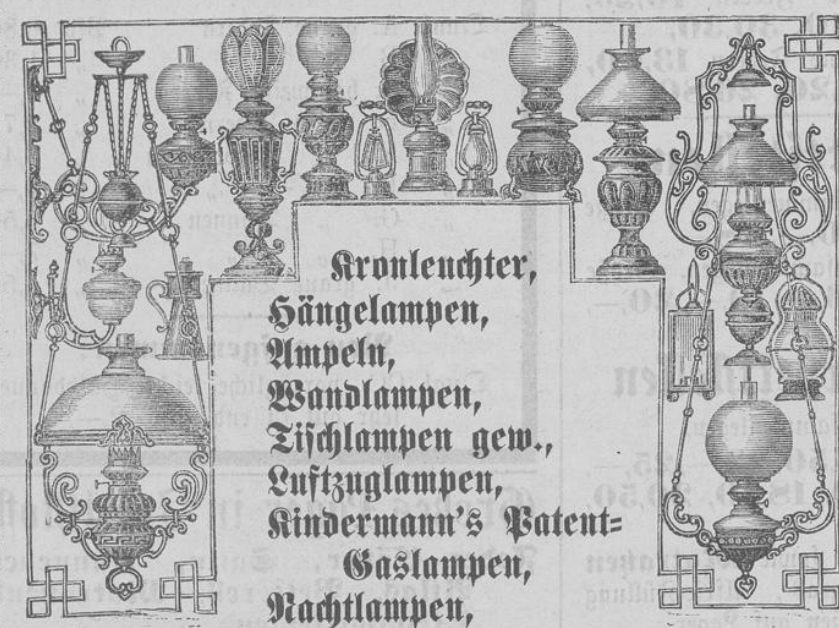 Kronleuchter,
Hängelampen,
Ampeln,
Wandlampen,
Tischlampen gew.,
Luftzuglampen,
Kindermann's Patent-
Gaslampen,
Nachtlampen,